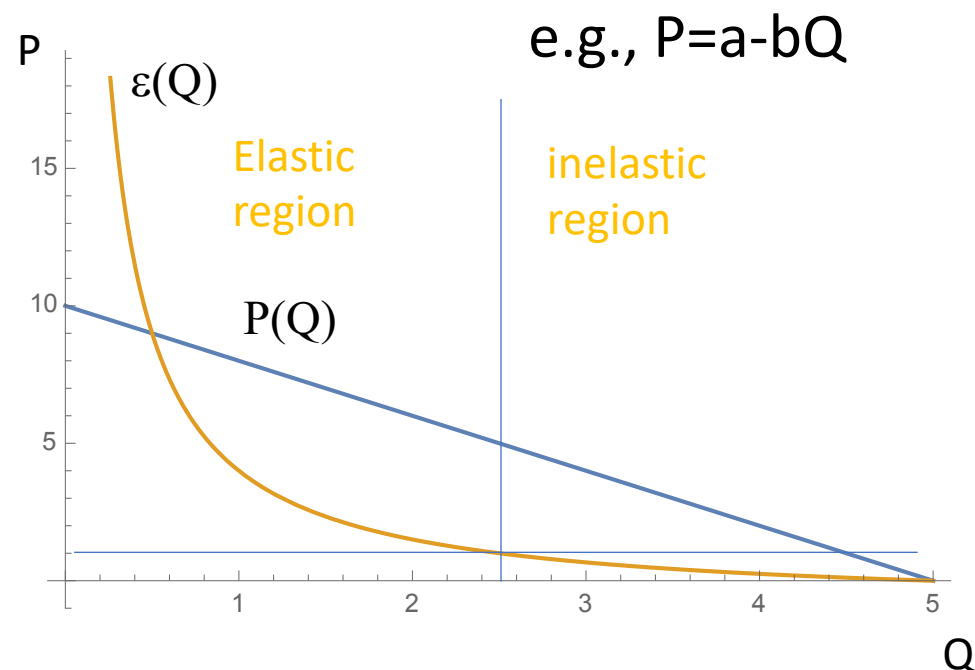 e.g., P=a-bQ
P
ε(Q)
Elastic
region
inelastic
region
15
10
P(Q)
5
1
2
3
4
5
Q